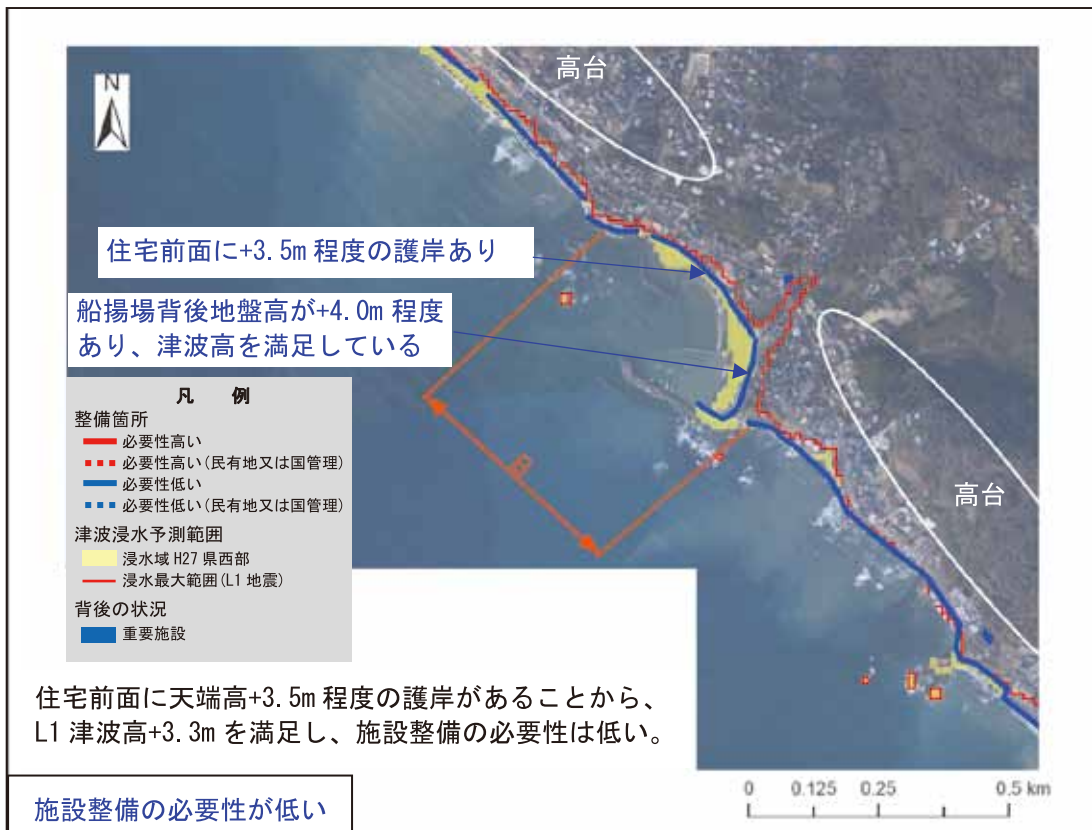 高台
N
住宅前面に+3.5m 程度の護岸あり
船揚場背後地盤高が+4.0m 程度
あり、津波高を満足している
凡 例
整備箇所
必要性高い
必要性高い(民有地又は国管理)
必要性低い
必要性低い(民有地又は国管理)
津波浸水予測範囲
浸水域 H27 県西部
浸水最大範囲(L1 地震)
背後の状況
重要施設
高台
住宅前面に天端高+3.5m 程度の護岸があることから、
L1 津波高+3.3m を満足し、施設整備の必要性は低い。
施設整備の必要性が低い
0 0.125 0.25 0.5 km